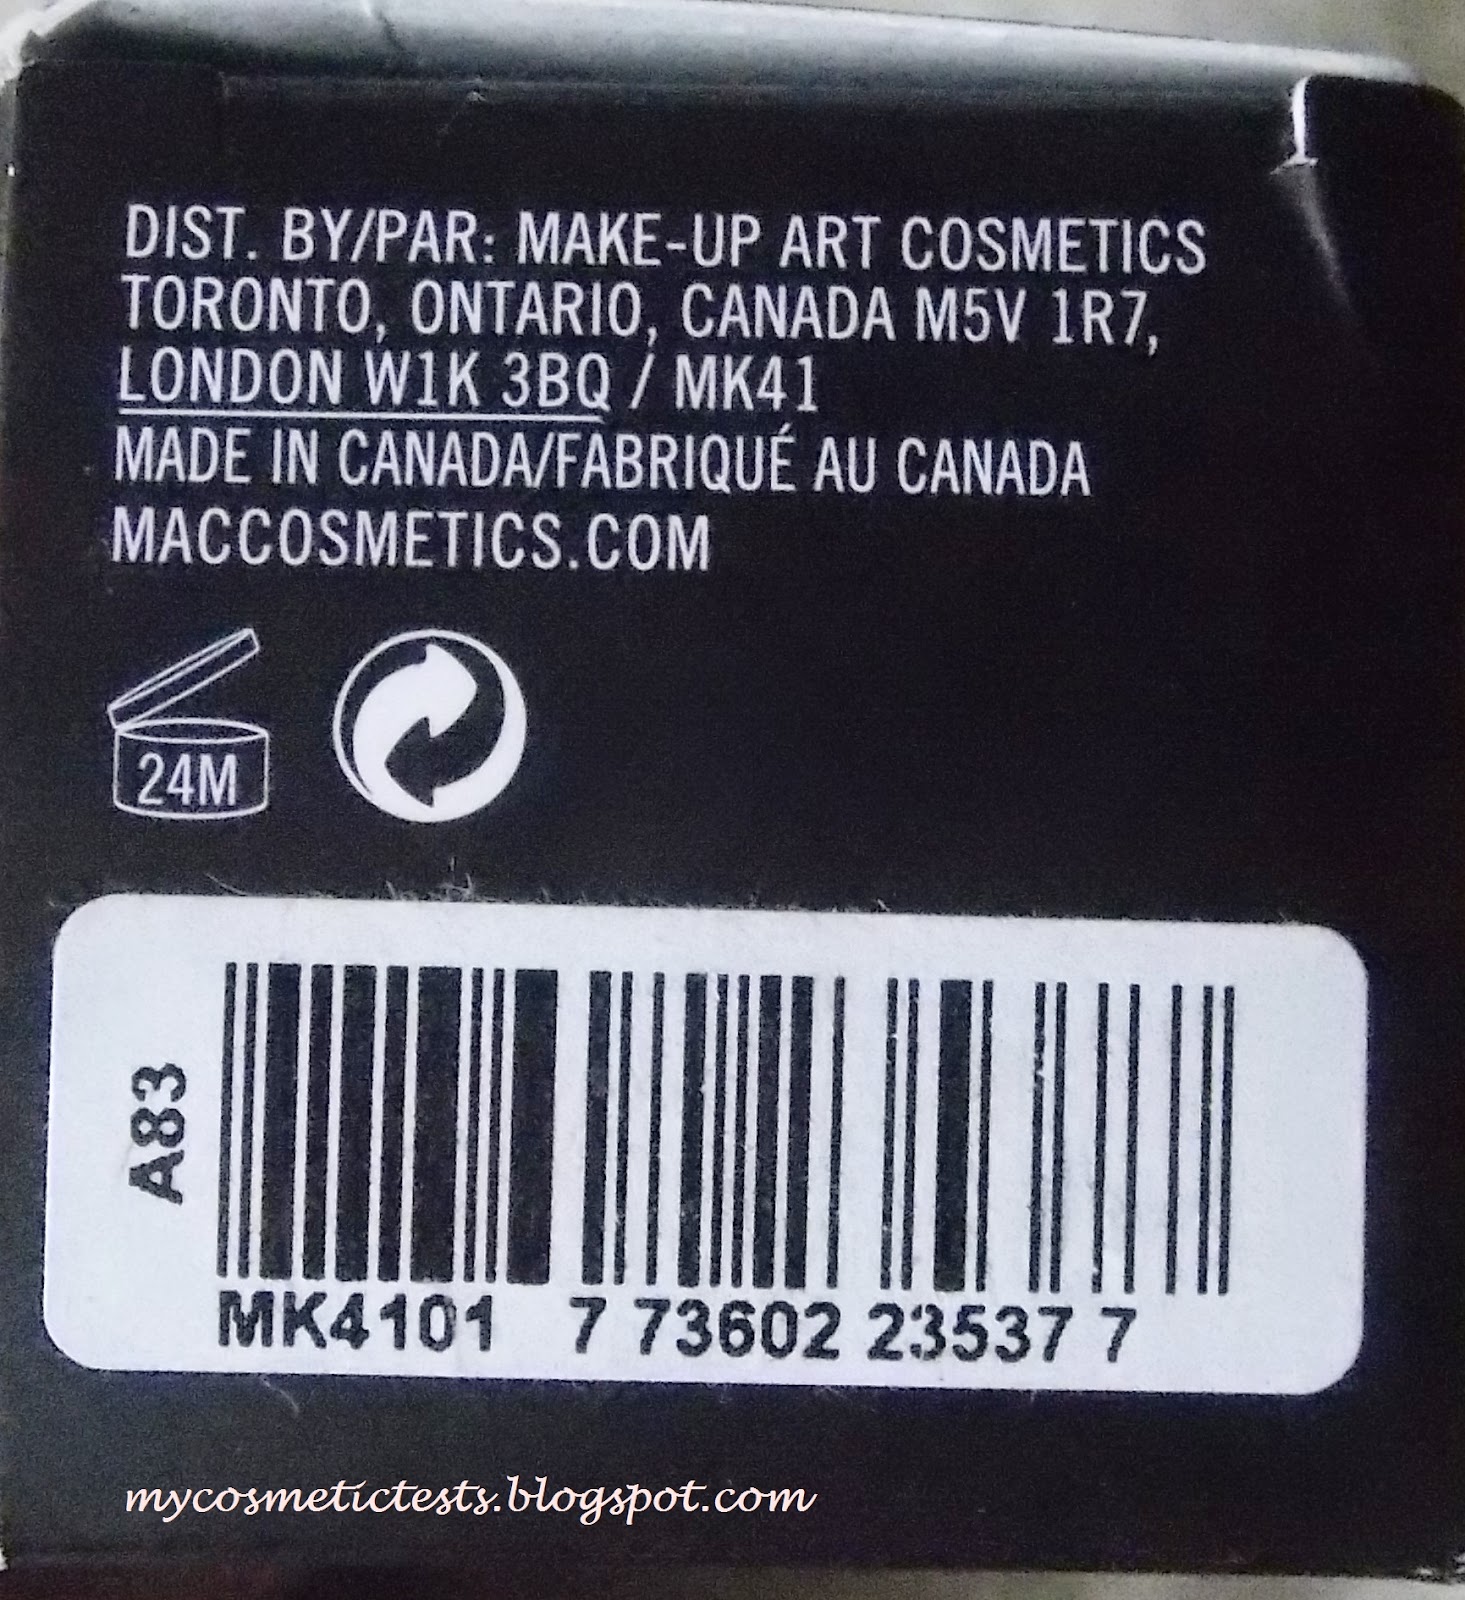 DIST. BY/PAR: MAKE-UP ART COSMETICS
TORONTO, ONTARIO, CANADA M5V 1R7,
LONDON W1K 3BQ / MK41
MADE IN CANADA/FABRIQUÉ AU CANADA
MACCOSMETICS.COM
24M
A83
MK4101 7 73602 23537 7
mycosmetictests.blogspot.com